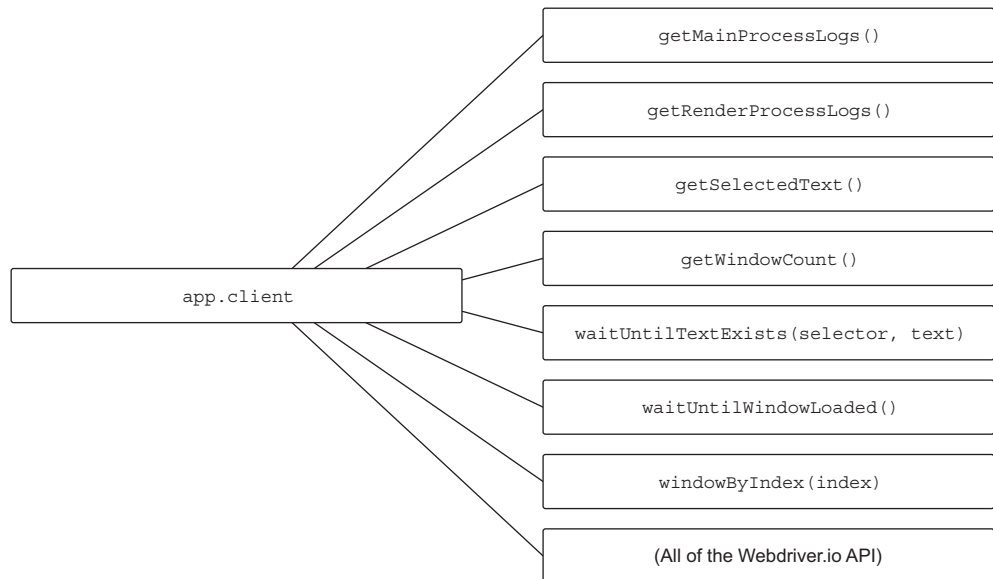 getMainProcessLogs()
getRenderProcessLogs()
getSelectedText()
getWindowCount()
app.client
waitUntilTextExists(selector, text)
waitUntilWindowLoaded()
windowByIndex(index)
(All of the Webdriver.io API)